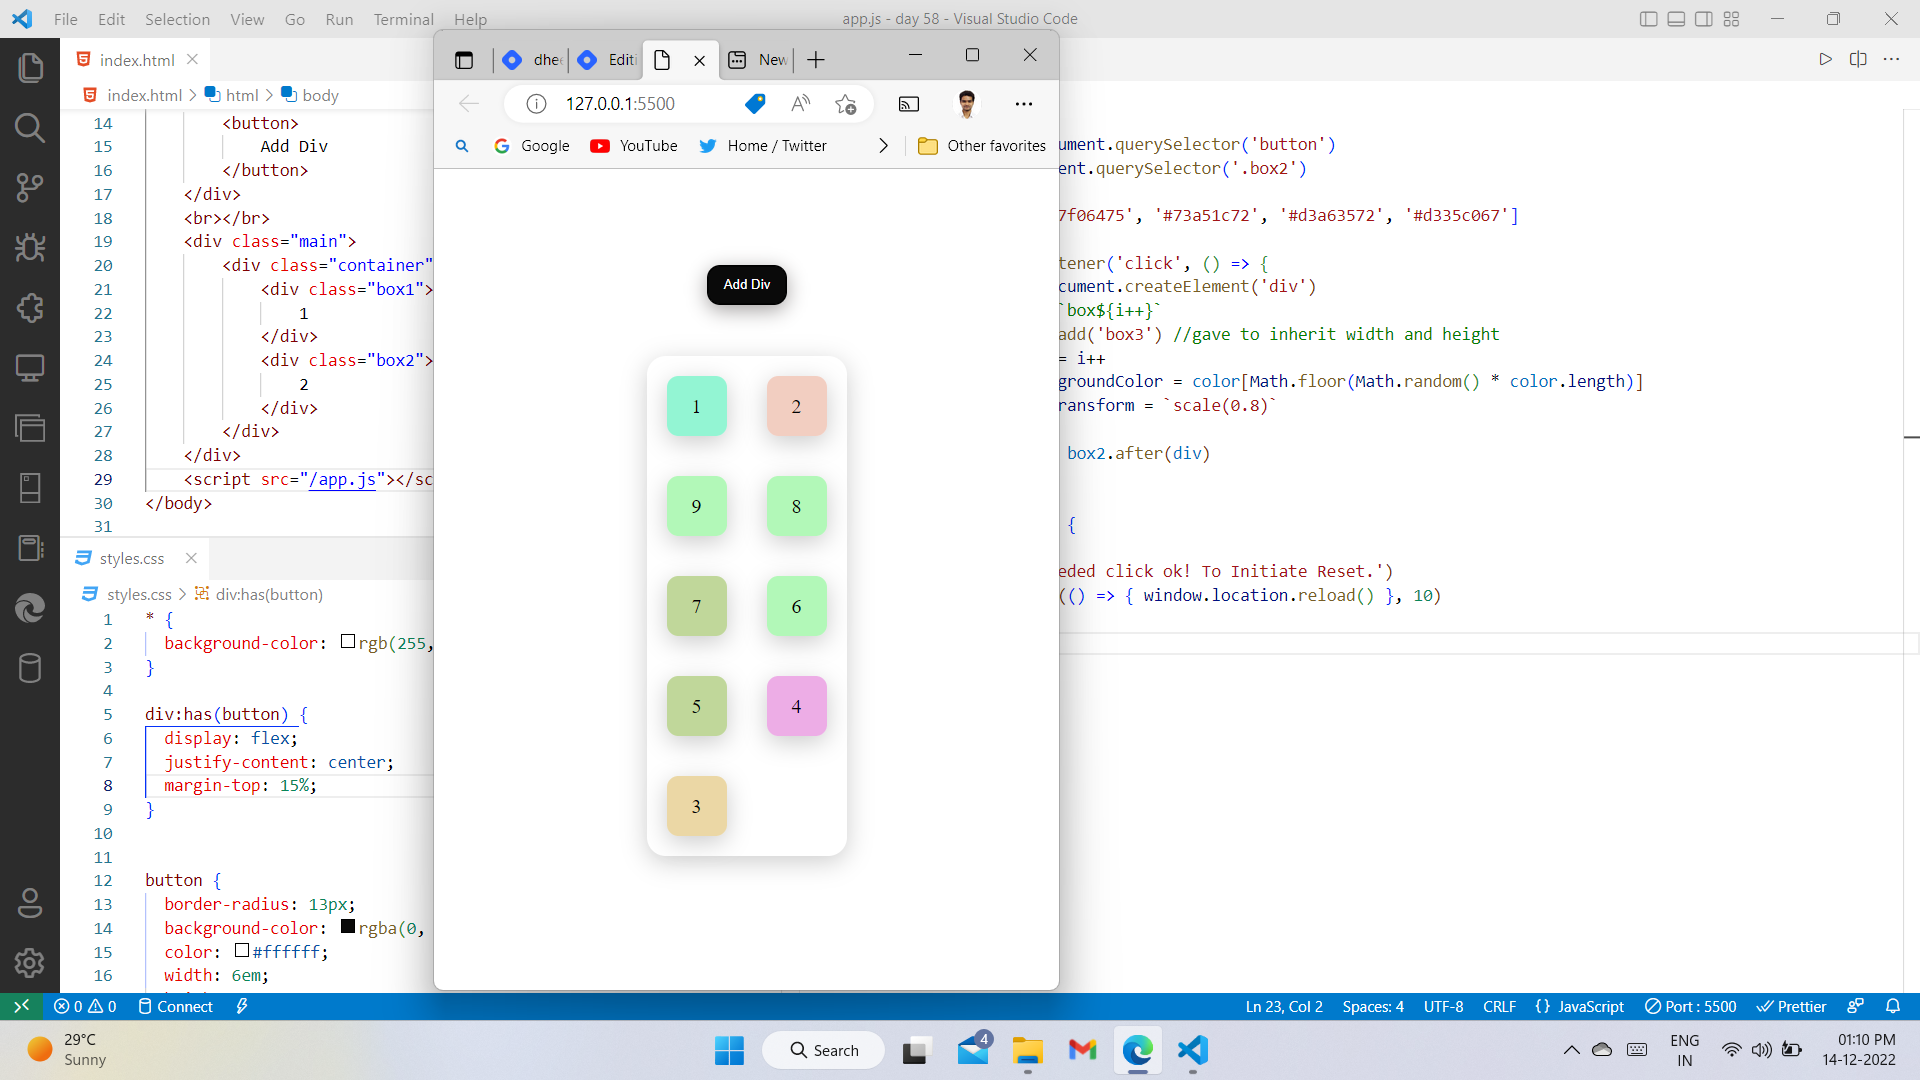 File Edit Selection View Go Run Terminal Help
app.js - day 58 - Visual Studio Code
index.html
index.html > html > body
14 <button>
15 Add Div
16 </button>
17 </div>
18 <br></br>
19 <div class="main">
20 <div class="container"
21 <div class="box1">
22 1
23 </div>
24 <div class="box2">
25 2
26 </div>
27 </div>
28 </div>
29 <script src="/app.js"></sc
30 </body>
31
styles.css
styles.css > div:has(button)
1 * {
2 background-color: rgb(255,
3 }
4
5 div:has(button) {
6 display: flex;
7 justify-content: center;
8 margin-top: 15%;
9 }
10
11
12 button {
13 border-radius: 13px;
14 background-color: rgba(0,
15 color: #ffffff;
16 width: 6em;
dhee
Editi
New
127.0.0.1:5500
Google YouTube Home / Twitter Other favorites
Add Div
1 2
9 8
7 6
5 4
3
ument.querySelector('button')
ent.querySelector('.box2')
7f06475', '#73a51c72', '#d3a63572', '#d335c067']
tener('click', () => {
cument.createElement('div')
`box${i++}`
add('box3') //gave to inherit width and height
= i++
groundColor = color[Math.floor(Math.random() * color.length)]
ransform = `scale(0.8)`
box2.after(div)
{
eded click ok! To Initiate Reset.')
(() => { window.location.reload() }, 10)
0 0 Connect
Ln 23, Col 2 Spaces: 4 UTF-8 CRLF {} JavaScript Port : 5500 Prettier
29°C
Sunny
Search
4
ENG
IN
01:10 PM
14-12-2022